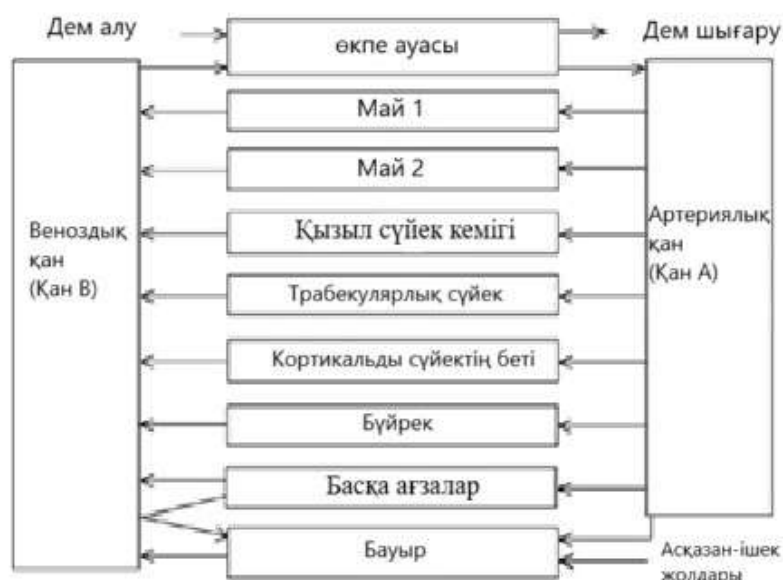 Дем алу
өкпе ауасы
Дем шығару
Май 1
Май 2
Веноздық
қан
(Қан В)
Қызыл сүйек кемігі
Артериялық
қан
(Қан А)
Трабекулярлық сүйек
Кортикальды сүйектің беті
Бүйрек
Басқа ағзалар
Бауыр
Асқазан-ішек
жолдары